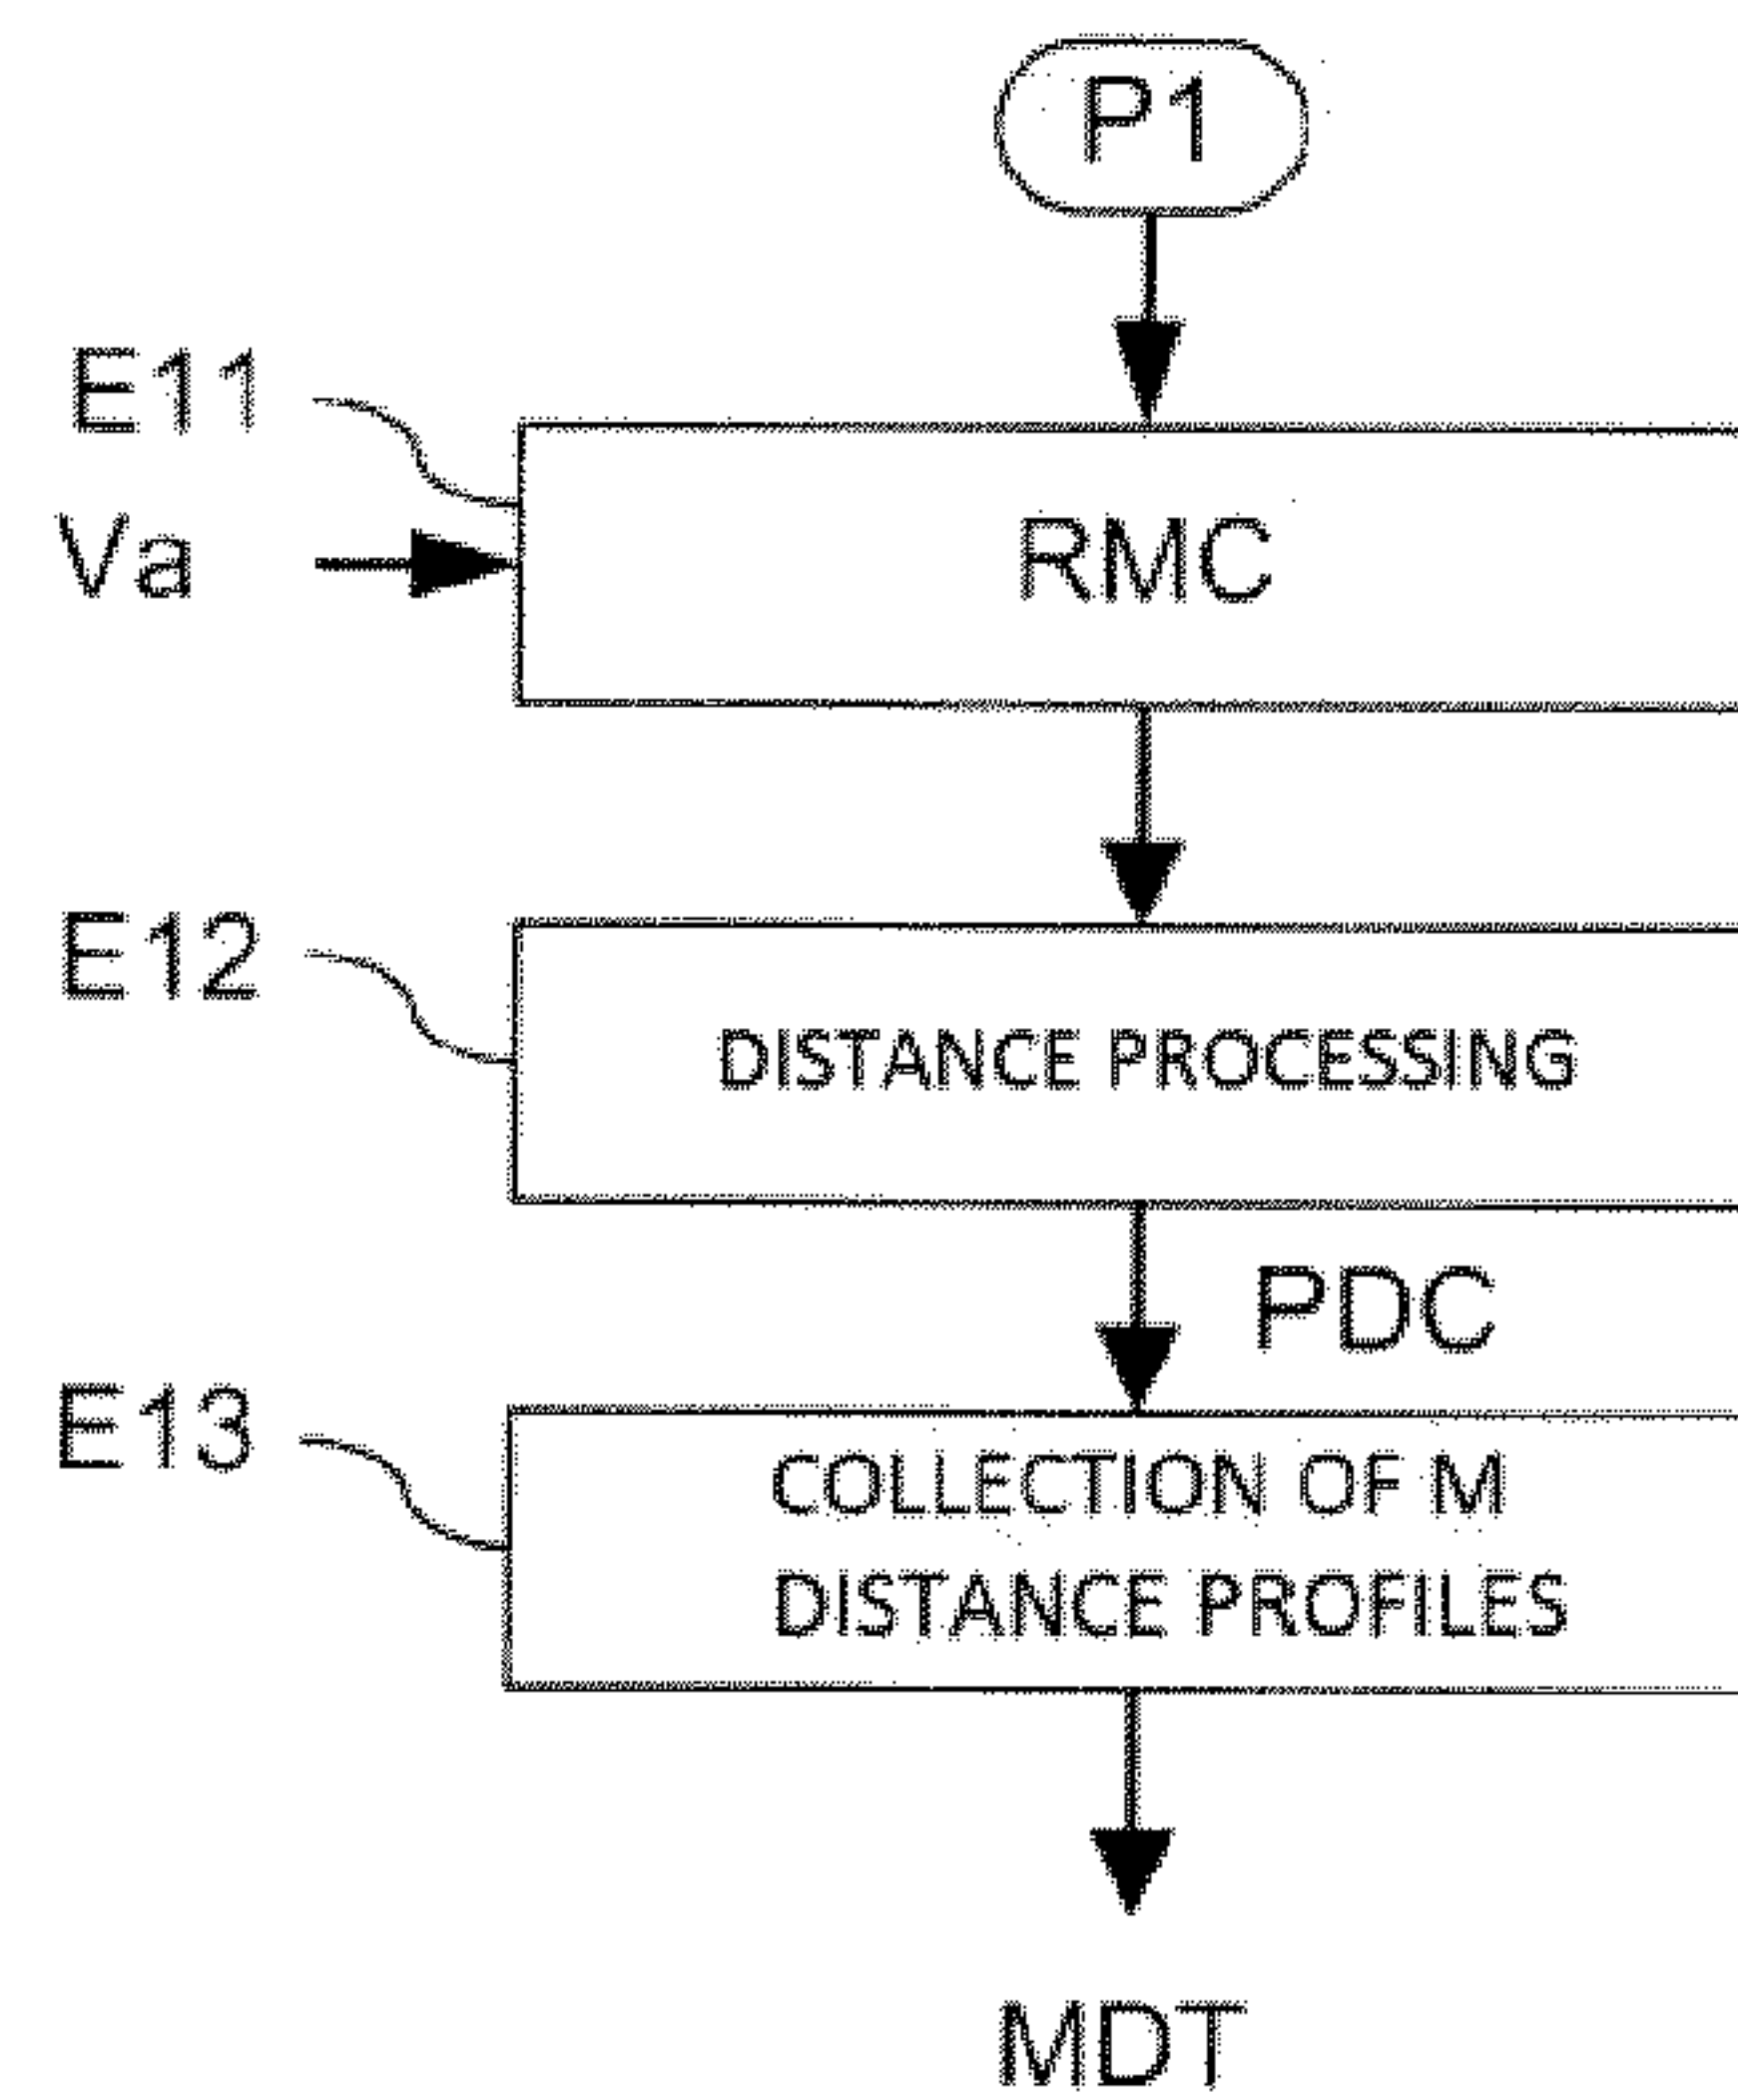 P1
E11
Va
RMC
E12
DISTANCE PROCESSING
PDC
E13
COLLECTION OF M
DISTANCE PROFILES
MDT